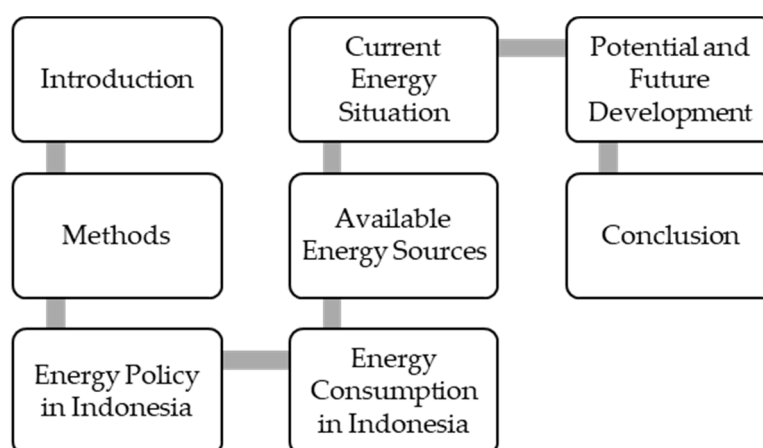 Introduction
Methods
Energy Policy
in Indonesia
Energy
Consumption
in Indonesia
Available
Energy Sources
Current
Energy
Situation
Potential and
Future
Development
Conclusion